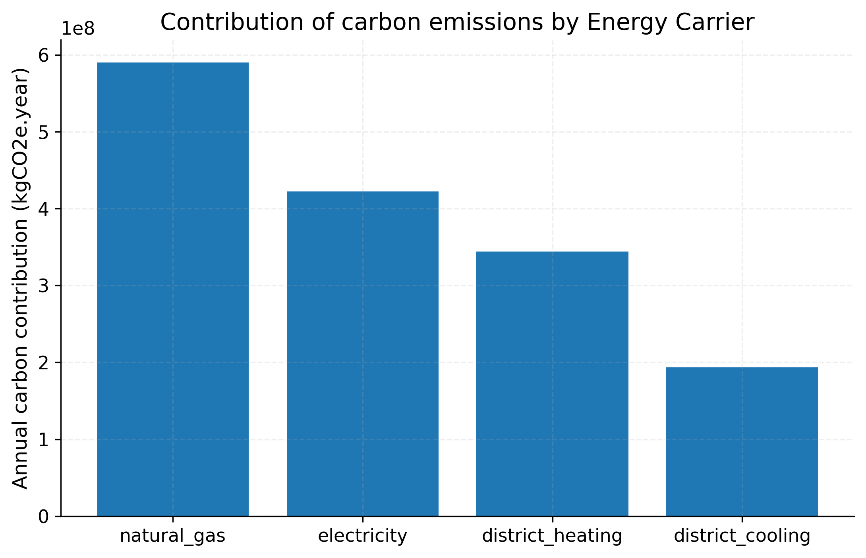 Contribution of carbon emissions by Energy Carrier
1e8
Annual carbon contribution (kgCO2e.year)
6
5
4
3
2
1
0
natural_gas electricity district_heating district_cooling